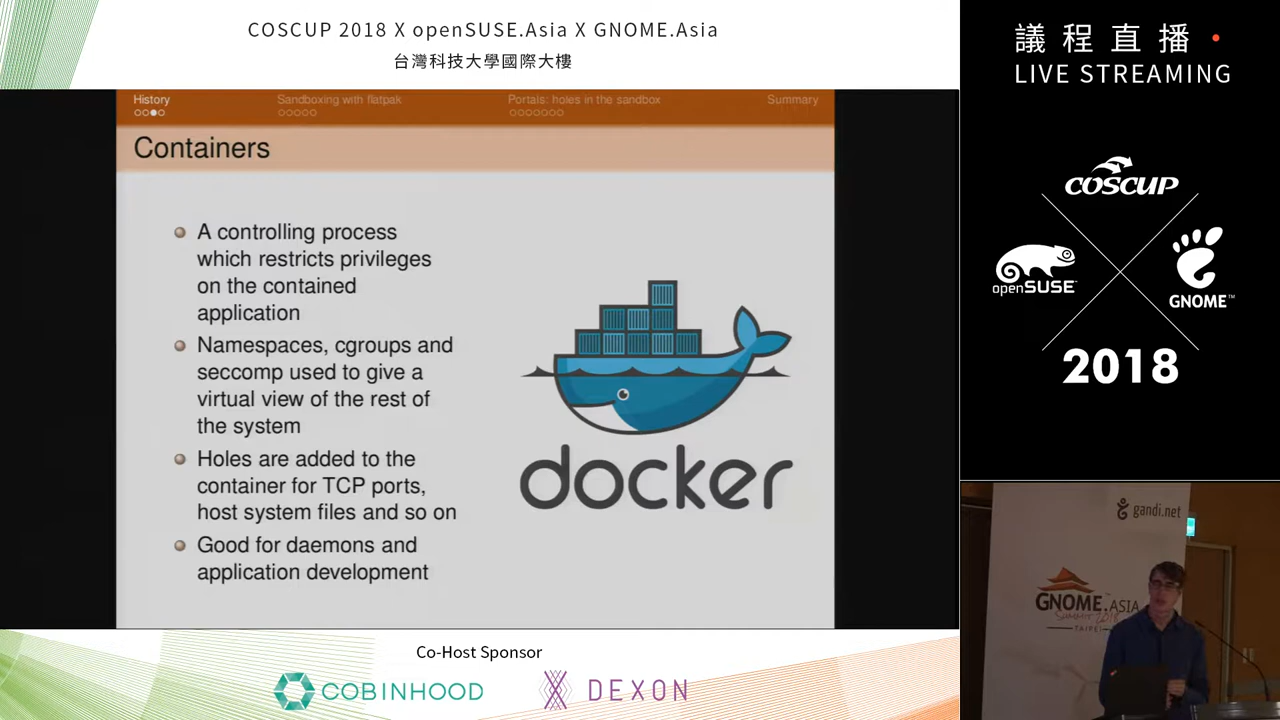 COSCUP 2018 X openSUSE.Asia X GNOME.Asia
台灣科技大學國際大樓
議程直播
LIVE STREAMING
History
Sandboxing with flatpak
Portals: holes in the sandbox
Summary
Containers
A controlling process
which restricts privileges
on the contained
application
Namespaces, cgroups and
seccomp used to give a
virtual view of the rest of
the system
Holes are added to the
container for TCP ports,
host system files and so on
Good for daemons and
application development
docker
COSCUP
openSUSE
GNOME™
2018
gandi.net
GNOME.ASIA
Summit 2018
TAIPEI
Co-Host Sponsor
COBINHOOD
DEXON